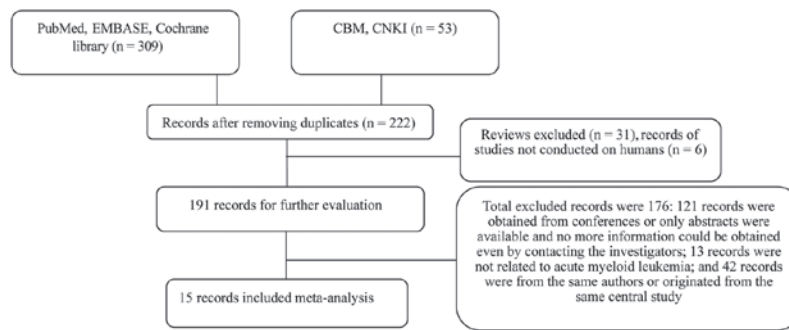 PubMed, EMBASE, Cochrane
library (n = 309)
CBM, CNKI (n = 53)
Records after removing duplicates (n = 222)
Reviews excluded (n = 31), records of
studies not conducted on humans (n = 6)
191 records for further evaluation
Total excluded records were 176: 121 records were
obtained from conferences or only abstracts were
available and no more information could be obtained
even by contacting the investigators; 13 records were
not related to acute myeloid leukemia; and 42 records
were from the same authors or originated from the
same central study
15 records included meta-analysis